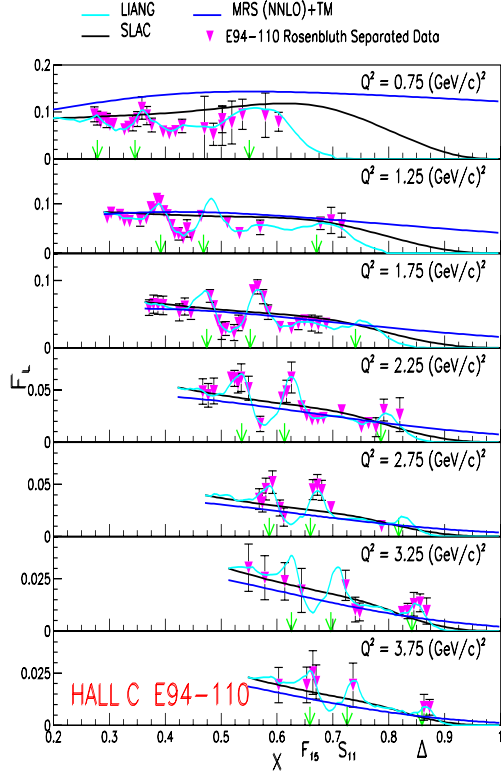 LIANG MRS (NNLO)+TM
SLAC E94-110 Rosenbluth Separated Data
0.2
Q² = 0.75 (GeV/c)²
0.1
0
Q² = 1.25 (GeV/c)²
0.1
0
Q² = 1.75 (GeV/c)²
0.1
0
F_L
Q² = 2.25 (GeV/c)²
0.05
0
Q² = 2.75 (GeV/c)²
0.05
0
Q² = 3.25 (GeV/c)²
0.025
0
Q² = 3.75 (GeV/c)²
0.025
HALL C E94-110
0
0.2 0.3 0.4 0.5 0.6 0.7 0.8 0.9 1
X F₁₅ S₁₁ Δ